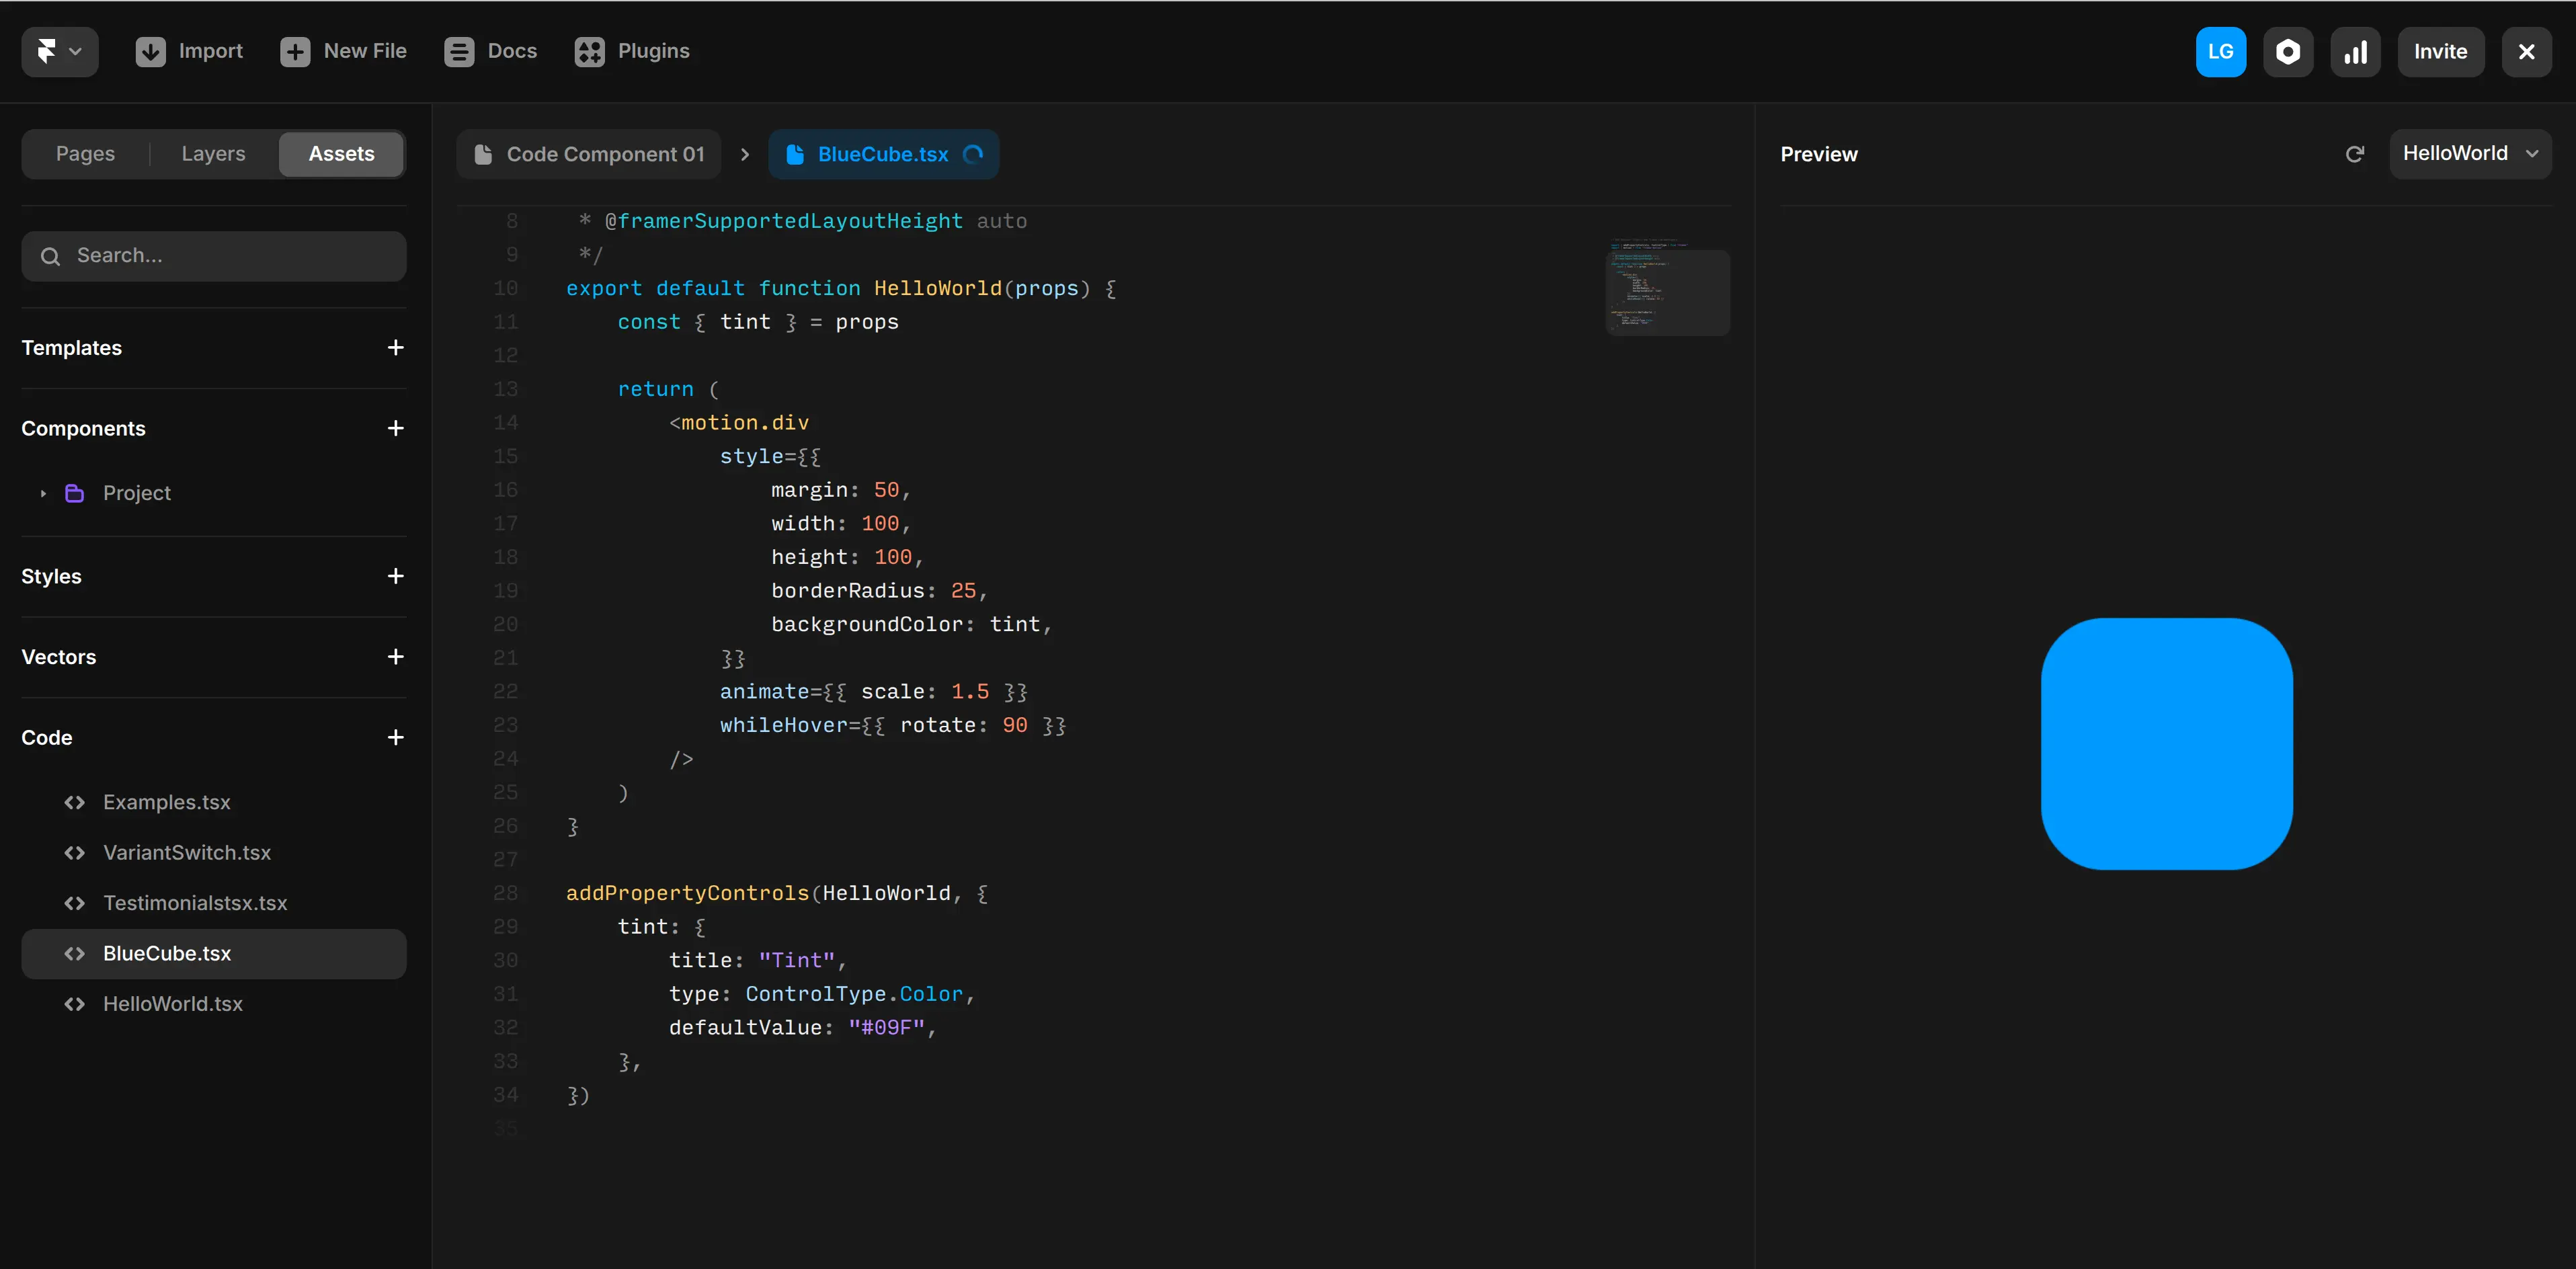 Import
New File
Docs
Plugins
LG
Invite
Pages
Layers
Assets
Search...
Templates
Components
Project
Styles
Vectors
Code
Examples.tsx
VariantSwitch.tsx
Testimonialstsx.tsx
BlueCube.tsx
HelloWorld.tsx
Code Component 01
BlueCube.tsx
8 * @framerSupportedLayoutHeight auto
9 */
10 export default function HelloWorld(props) {
11 const { tint } = props
12
13 return (
14 <motion.div
15 style={{
16 margin: 50,
17 width: 100,
18 height: 100,
19 borderRadius: 25,
20 backgroundColor: tint,
21 }}
22 animate={{ scale: 1.5 }}
23 whileHover={{ rotate: 90 }}
24 />
25 )
26 }
27
28 addPropertyControls(HelloWorld, {
29 tint: {
30 title: "Tint",
31 type: ControlType.Color,
32 defaultValue: "#09F",
33 },
34 })
35
Preview
HelloWorld